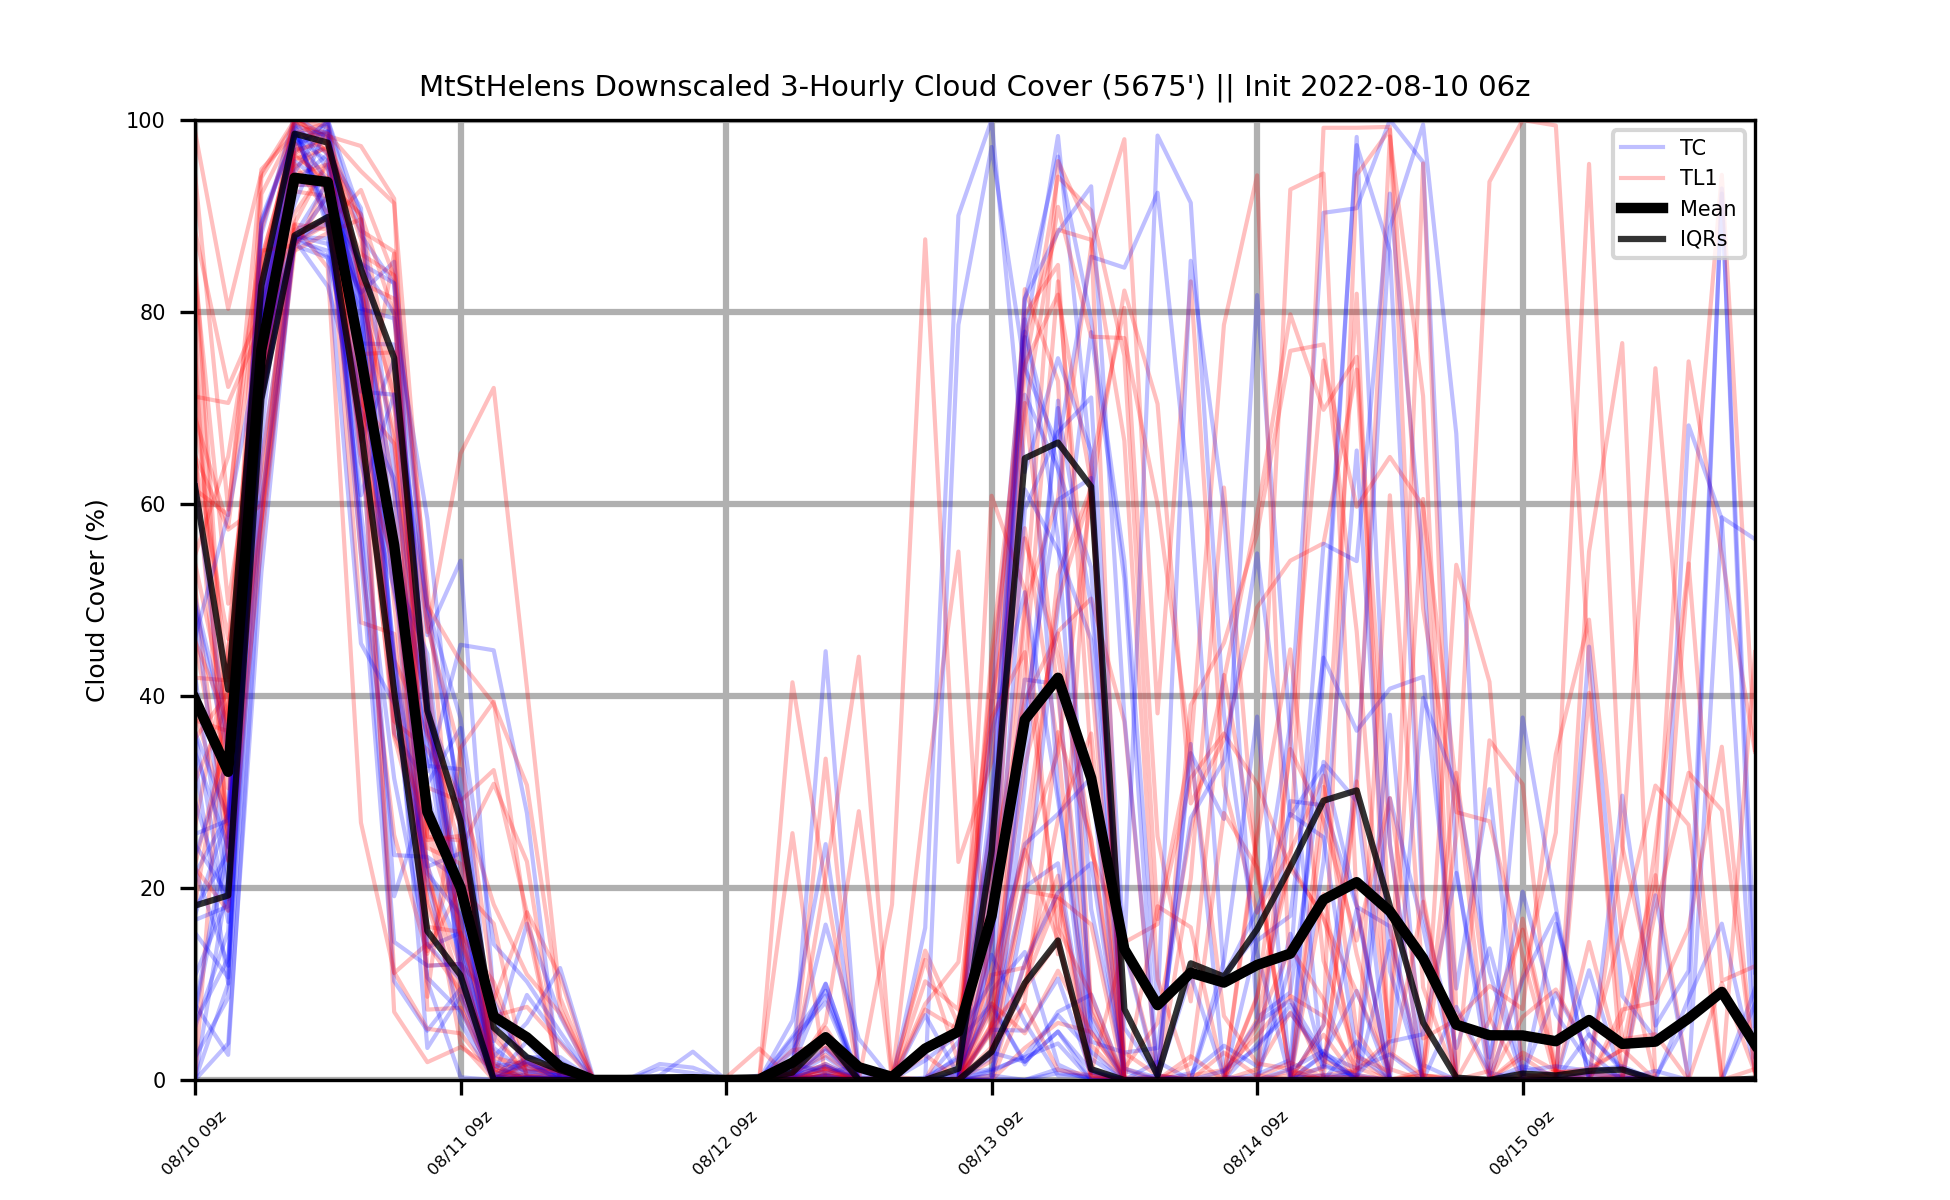 MtStHelens Downscaled 3-Hourly Cloud Cover (5675') || Init 2022-08-10 06z
100
80
60
40
20
0
Cloud Cover (%)
TC
TL1
Mean
IQRs
08/10 09z
08/11 09z
08/12 09z
08/13 09z
08/14 09z
08/15 09z